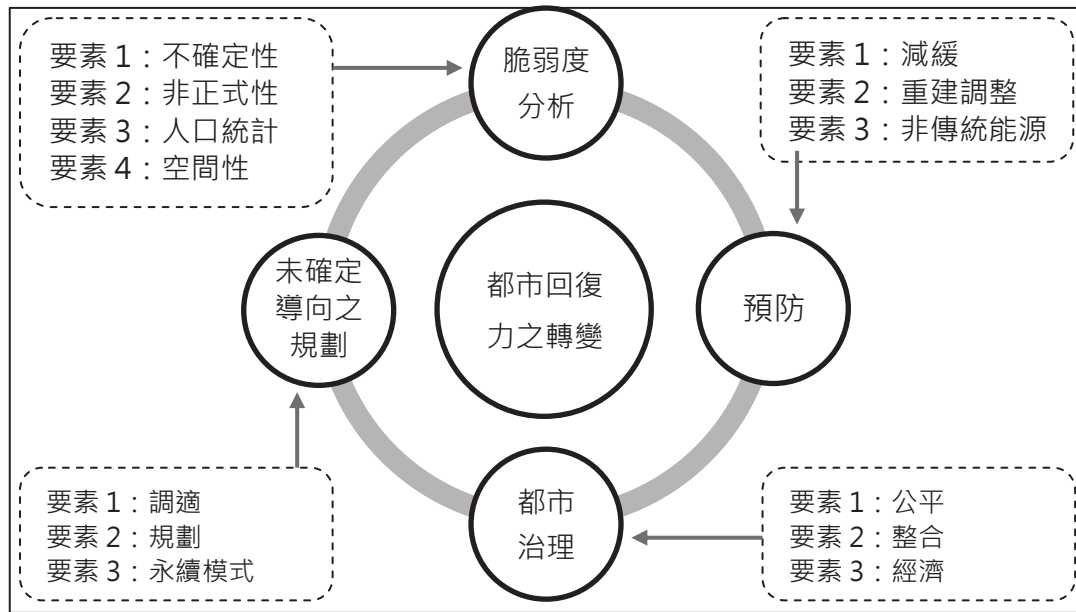 要素 1：不確定性
要素 2：非正式性
要素 3：人口統計
要素 4：空間性
脆弱度
分析
要素 1：減緩
要素 2：重建調整
要素 3：非傳統能源
未確定
導向之
規劃
都市回復
力之轉變
預防
要素 1：調適
要素 2：規劃
要素 3：永續模式
都市
治理
要素 1：公平
要素 2：整合
要素 3：經濟